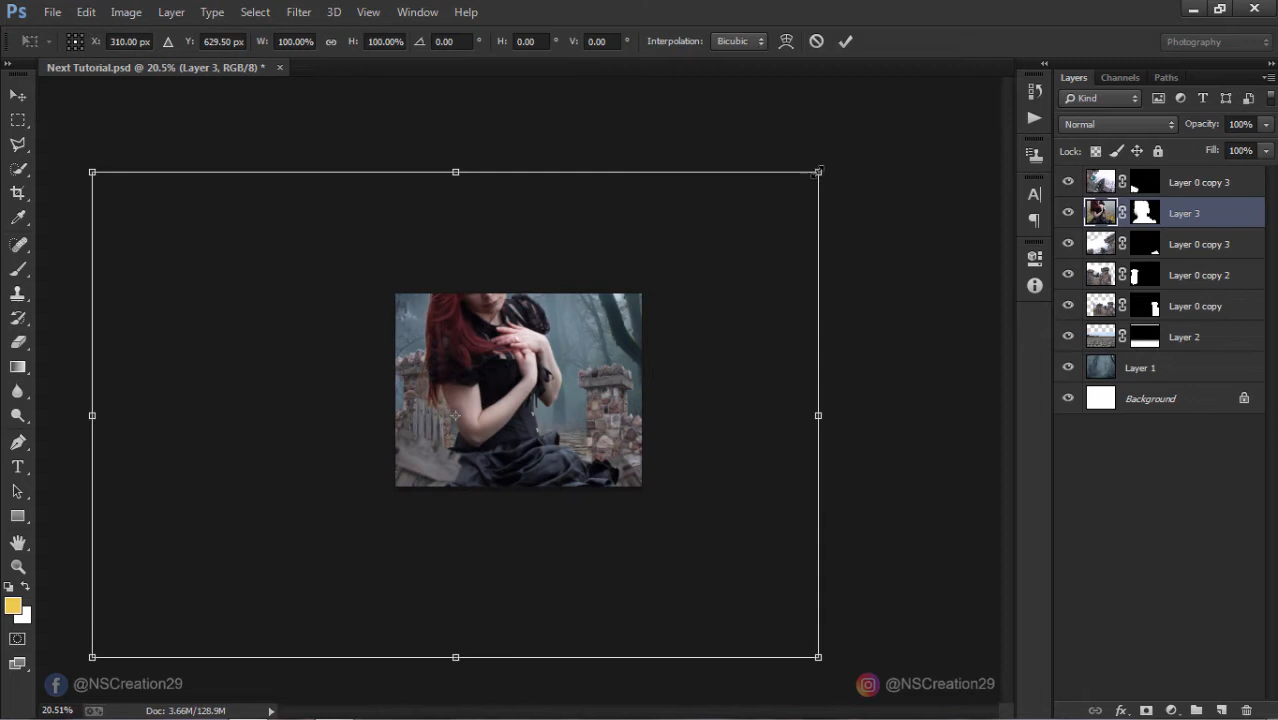 Ps File Edit Image Layer Type Select Filter 3D View Window Help
X: 310.00 px Y: 629.50 px W: 100.00% H: 100.00% 0.00 ° H: 0.00 ° V: 0.00 ° Interpolation: Bicubic Photography
Next Tutorial.psd @ 20.5% (Layer 3, RGB/8) * ×
Layers Channels Paths
Kind
Normal Opacity: 100%
Lock: Fill: 100%
Layer 0 copy 3
Layer 3
Layer 0 copy 3
Layer 0 copy 2
Layer 0 copy
Layer 2
Layer 1
Background
@NSCreation29 @NSCreation29
20.51% Doc: 3.66M/128.9M